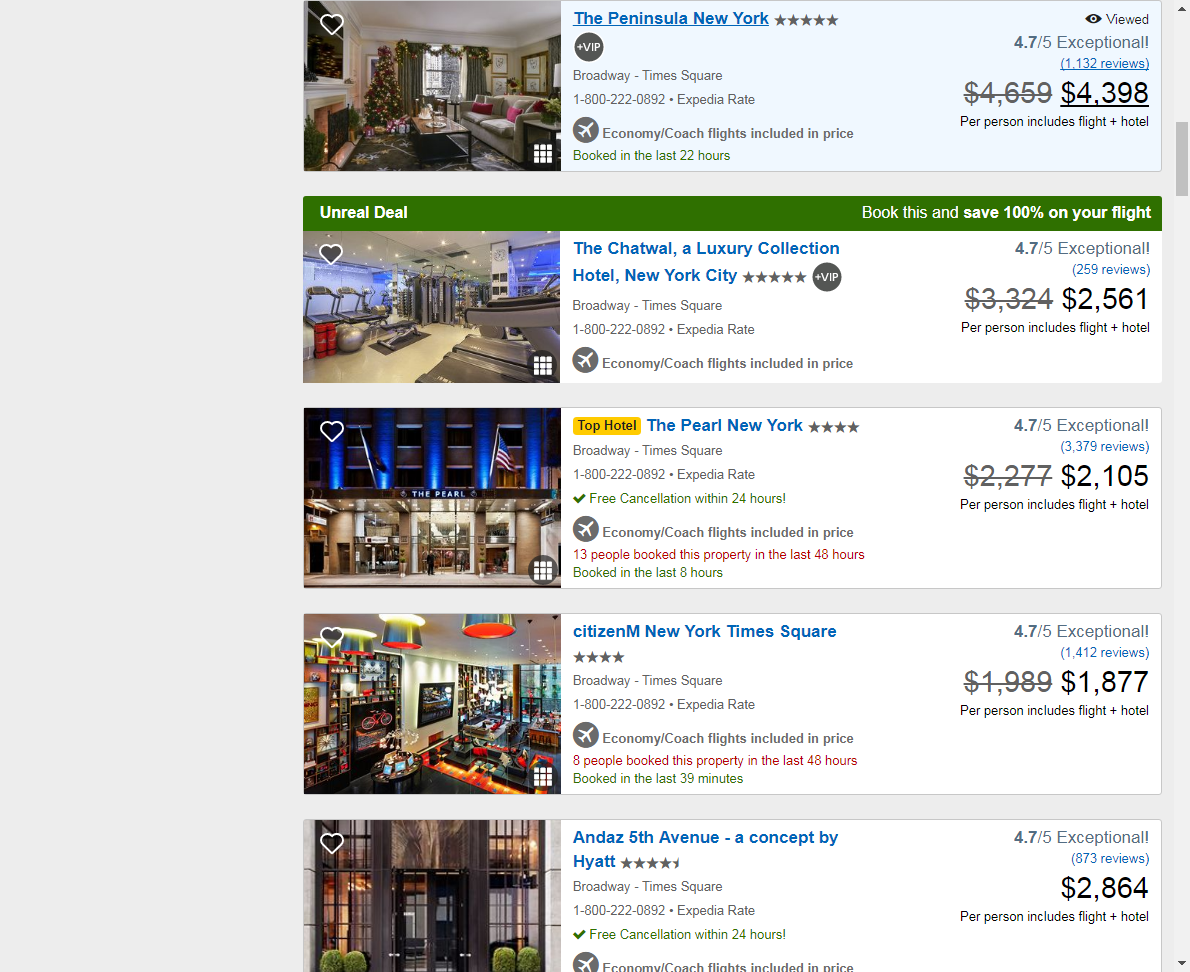 The Peninsula New York
Viewed
+VIP
4.7/5 Exceptional!
(1,132 reviews)
Broadway - Times Square
$4,659 $4,398
1-800-222-0892 • Expedia Rate
Per person includes flight + hotel
Economy/Coach flights included in price
Booked in the last 22 hours
Unreal Deal
Book this and save 100% on your flight
The Chatwal, a Luxury Collection
Hotel, New York City +VIP
4.7/5 Exceptional!
(259 reviews)
Broadway - Times Square
$3,324 $2,561
1-800-222-0892 • Expedia Rate
Per person includes flight + hotel
Economy/Coach flights included in price
THE PEARL
Top Hotel The Pearl New York
4.7/5 Exceptional!
Broadway - Times Square
(3,379 reviews)
1-800-222-0892 • Expedia Rate
$2,277 $2,105
Free Cancellation within 24 hours!
Per person includes flight + hotel
Economy/Coach flights included in price
13 people booked this property in the last 48 hours
Booked in the last 8 hours
citizenM New York Times Square
4.7/5 Exceptional!
(1,412 reviews)
Broadway - Times Square
$1,989 $1,877
1-800-222-0892 • Expedia Rate
Per person includes flight + hotel
Economy/Coach flights included in price
8 people booked this property in the last 48 hours
Booked in the last 39 minutes
Andaz 5th Avenue - a concept by
Hyatt
4.7/5 Exceptional!
(873 reviews)
Broadway - Times Square
$2,864
1-800-222-0892 • Expedia Rate
Per person includes flight + hotel
Free Cancellation within 24 hours!
Economy/Coach flights included in price